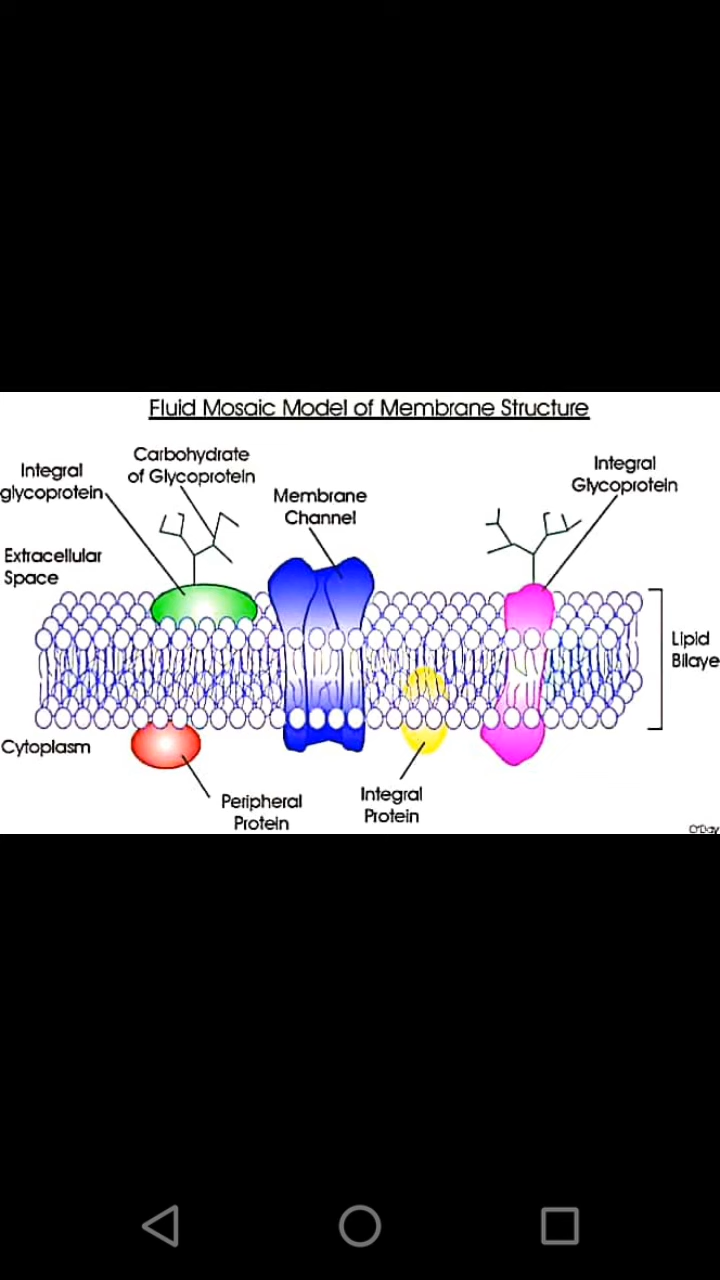 Fluid Mosaic Model of Membrane Structure
Integral
glycoprotein
Carbohydrate
of Glycoprotein
Membrane
Channel
Integral
Glycoprotein
Extracellular
Space
Lipid
Bilaye
Cytoplasm
Peripheral
Protein
Integral
Protein